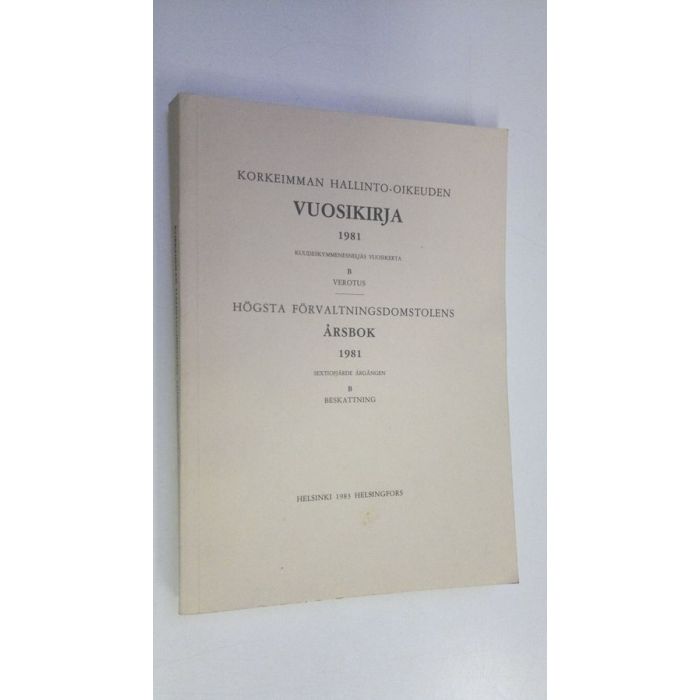 KORKEIMMAN HALLINTO-OIKEUDEN
VUOSIKIRJA
1981
KUUDESKYMMENESNELJÄS VUOSIKERTA
B
VEROTUS
HÖGSTA FÖRVALTNINGSDOMSTOLENS
ÅRSBOK
1981
SEXTIOFJÄRDE ÅRGÅNGEN
B
BESKATTNING
HELSINKI 1983 HELSINGFORS